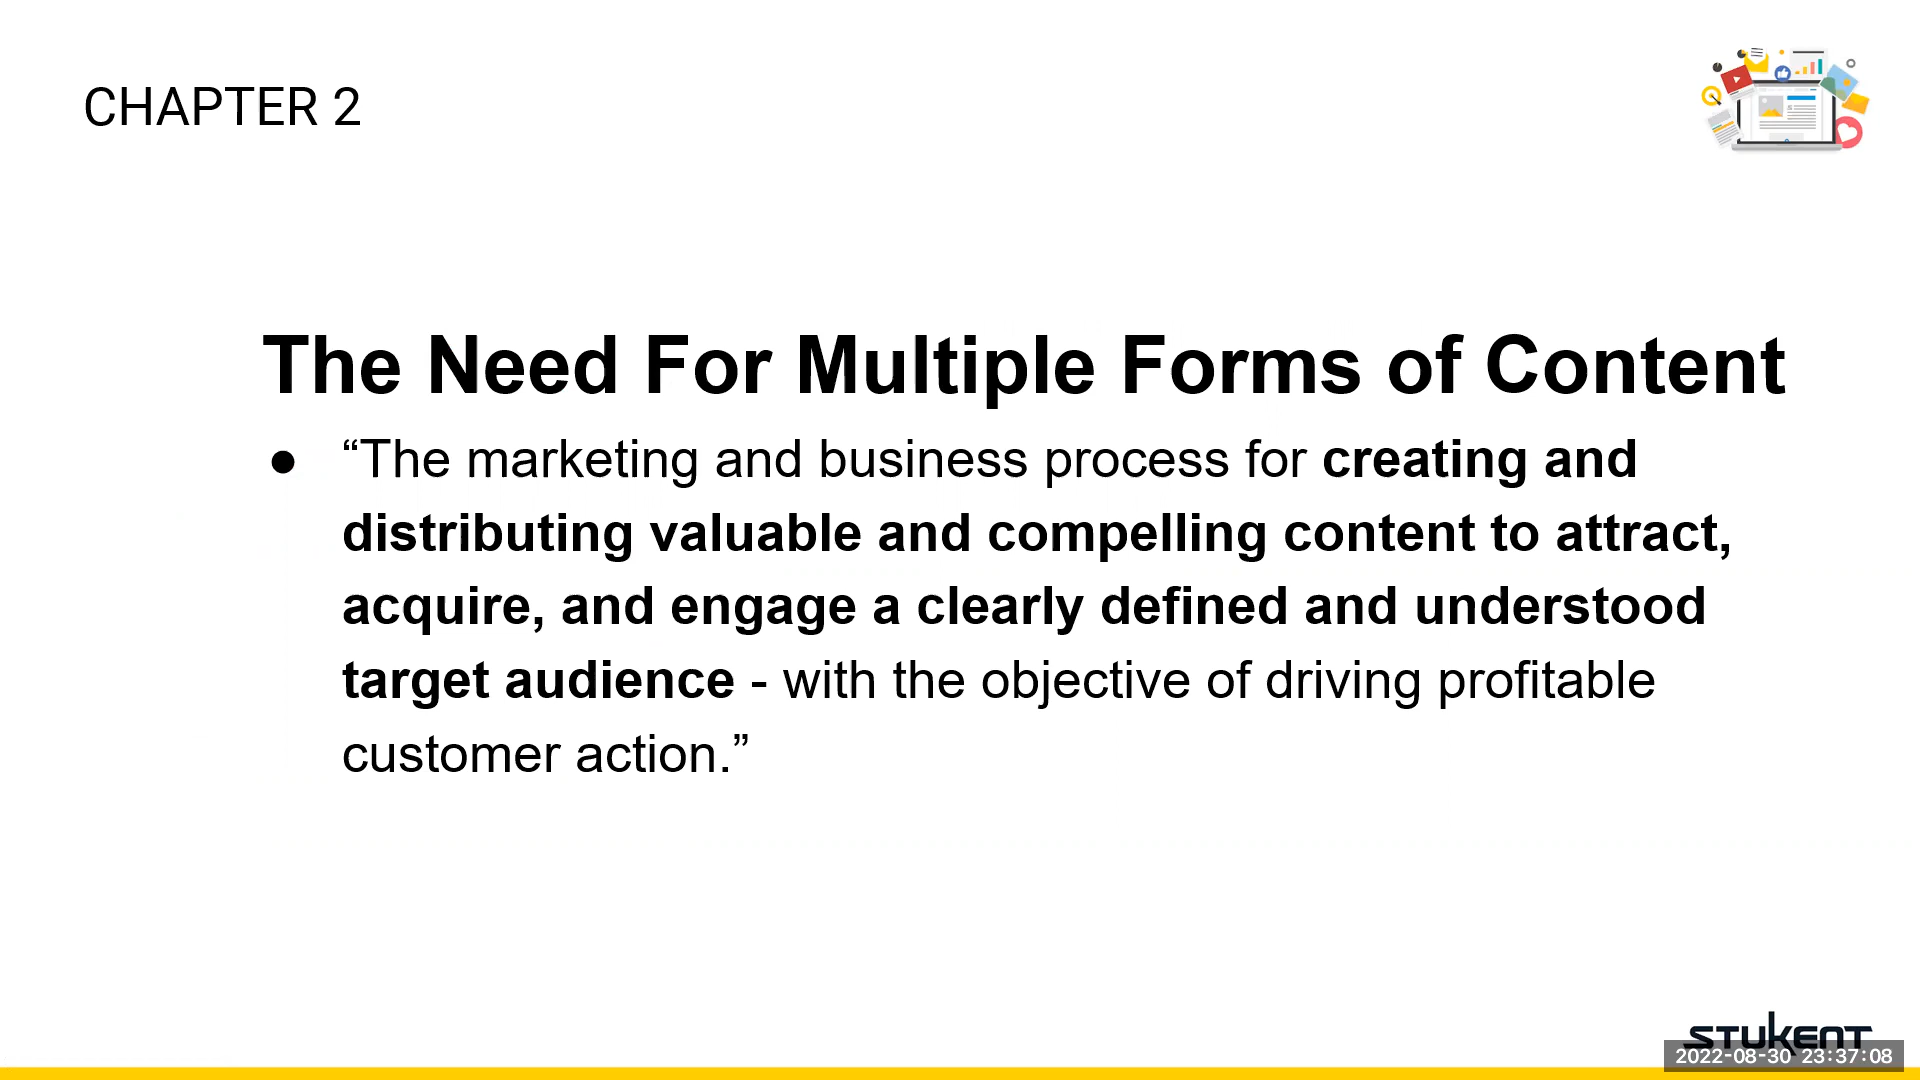 CHAPTER 2
The Need For Multiple Forms of Content
● “The marketing and business process for creating and
distributing valuable and compelling content to attract,
acquire, and engage a clearly defined and understood
target audience - with the objective of driving profitable
customer action.”
STUKENT
2022-08-30 23:37:08